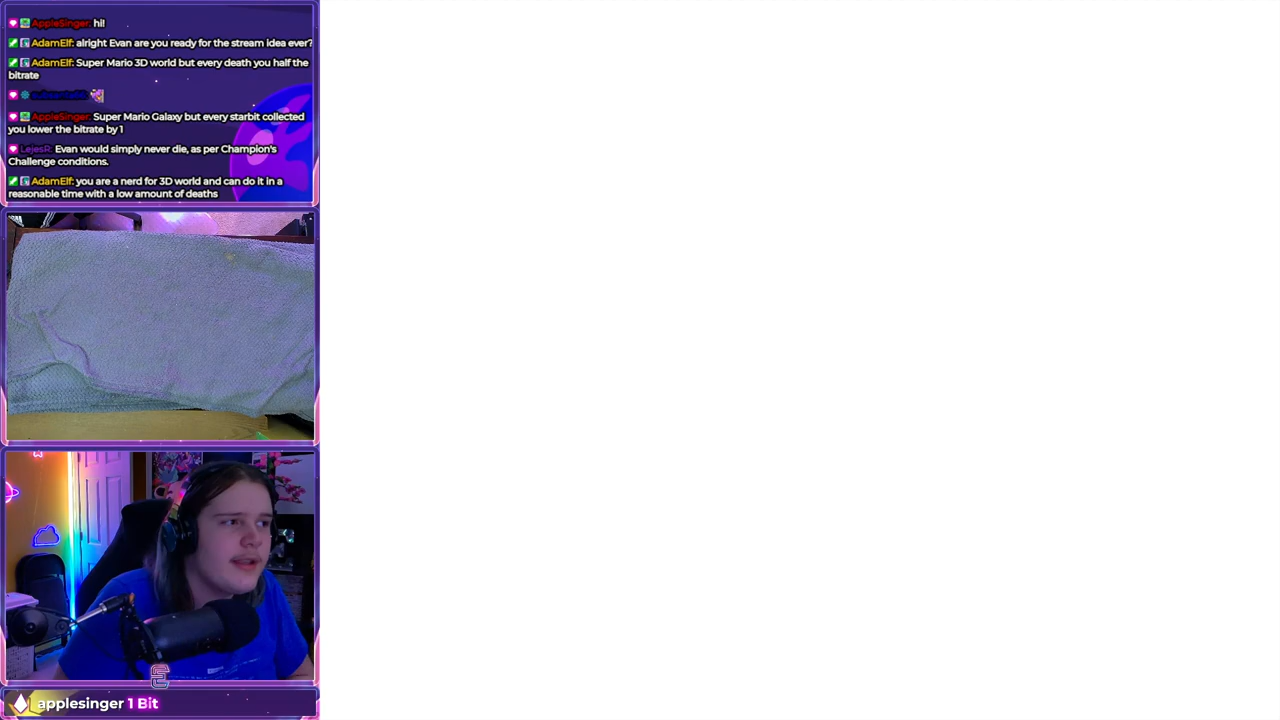 AppleSinger: hi!
AdamElf: alright Evan are you ready for the stream idea ever?
AdamElf: Super Mario 3D world but every death you half the
bitrate
AppleSinger: Super Mario Galaxy but every starbit collected
you lower the bitrate by 1
LejesR: Evan would simply never die, as per Champion's
Challenge conditions.
AdamElf: you are a nerd for 3D world and can do it in a
reasonable time with a low amount of deaths
E
applesinger 1 Bit